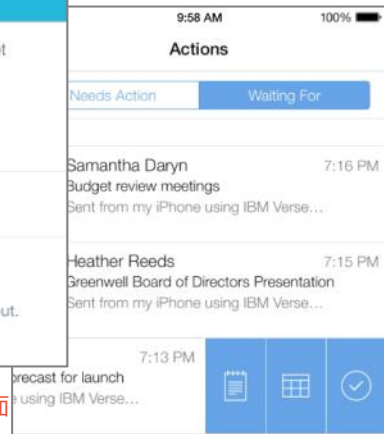 9:58 AM 100%
Actions
Needs Action Waiting For
Samantha Daryn 7:16 PM
Budget review meetings
Sent from my iPhone using IBM Verse...
Heather Reeds 7:15 PM
Greenwell Board of Directors Presentation
Sent from my iPhone using IBM Verse...
7:13 PM
for launch
using IBM Verse...